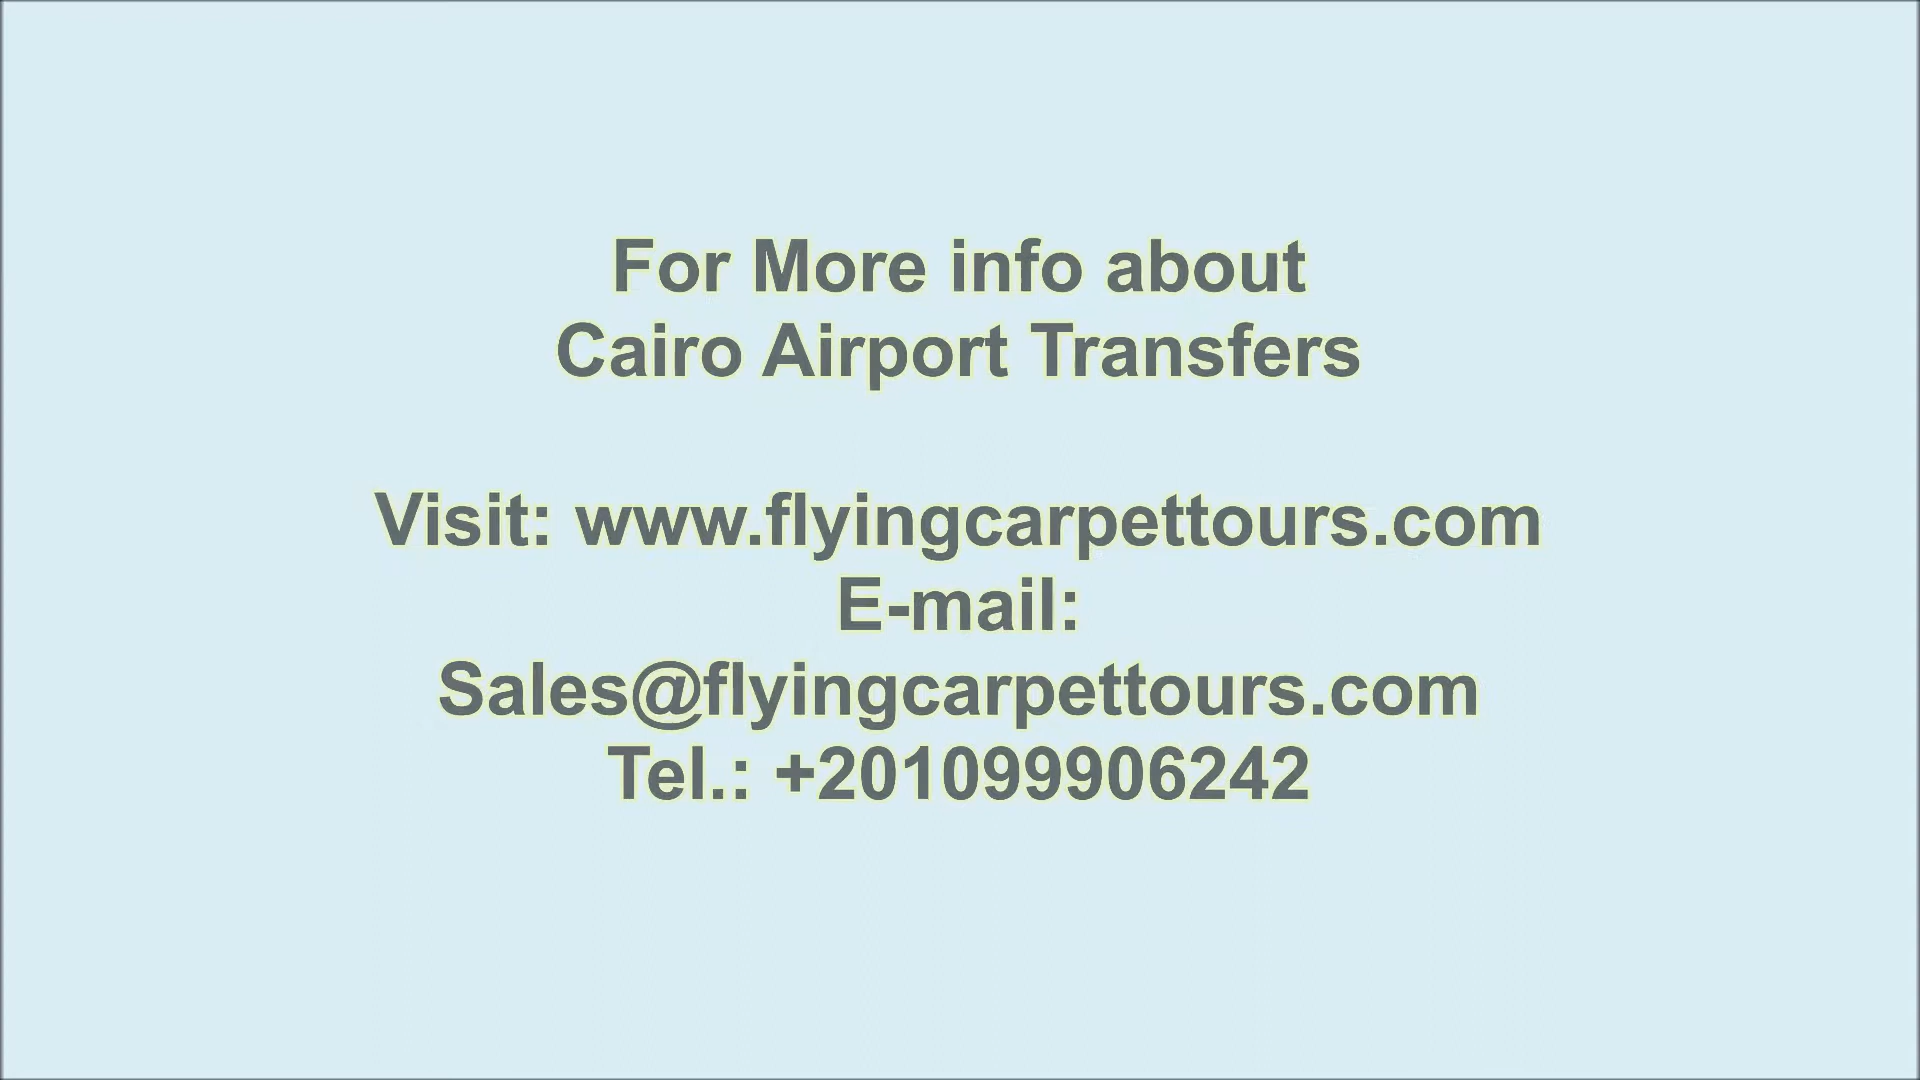 For More info about
Cairo Airport Transfers
Visit: www.flyingcarpettours.com
E-mail:
Sales@flyingcarpettours.com
Tel.: +201099906242